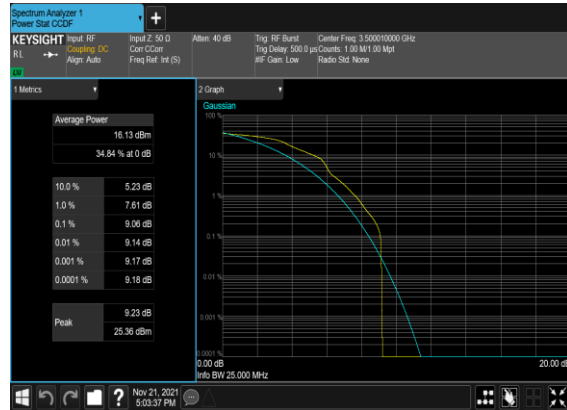 Spectrum Analyzer 1
Power Stat CCDF
+
KEYSIGHT
RL
Input: RF
Coupling: DC
Align: Auto
Input Z: 50 Ω
Corr CCorr
Freq Ref: Int (S)
Atten: 40 dB
Trig: RF Burst
Trig Delay: 500.0 µs
#IF Gain: Low
Center Freq: 3.500010000 GHz
Counts: 1.00 M/1.00 Mpt
Radio Std: None
1 Metrics
Average Power
16.13 dBm
34.84 % at 0 dB
10.0 % 5.23 dB
1.0 % 7.61 dB
0.1 % 9.06 dB
0.01 % 9.14 dB
0.001 % 9.17 dB
0.0001 % 9.18 dB
Peak
9.23 dB
25.36 dBm
2 Graph
Gaussian
100 %
10 %
1 %
0.1 %
0.01 %
0.001 %
0.0001 %
0.00 dB
20.00 dB
Info BW 25.000 MHz
?
Nov 21, 2021
5:03:37 PM